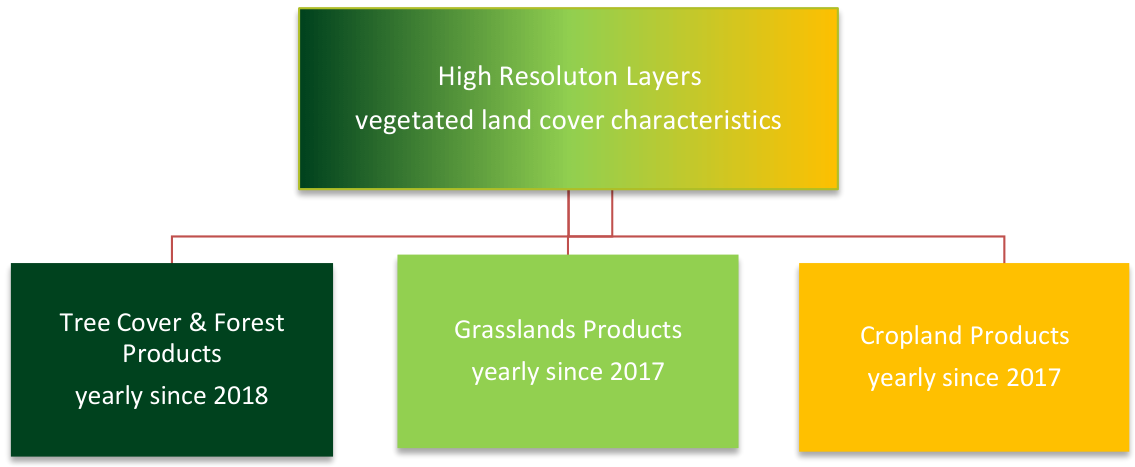 High Resoluton Layers
vegetated land cover characteristics
Tree Cover & Forest
Products
yearly since 2018
Grasslands Products
yearly since 2017
Cropland Products
yearly since 2017